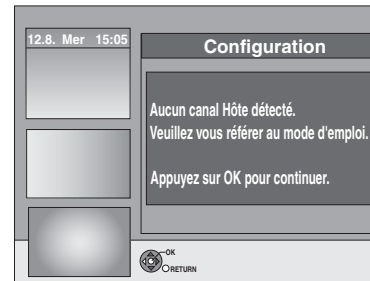 12.8. Mer 15:05
Configuration
Aucun canal Hôte détecté.
Veuillez vous référer au mode d'emploi.
Appuyez sur OK pour continuer.
OK
RETURN